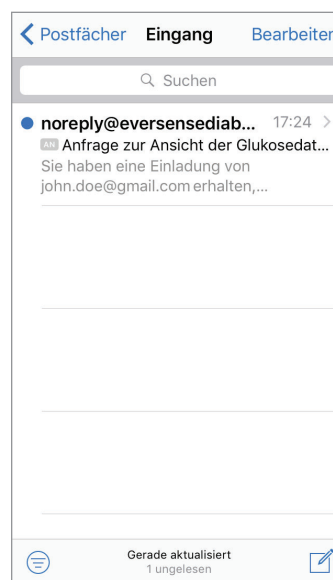 Postfächer Eingang Bearbeiten
Suchen
noreply@eversensediab... 17:24
AN Anfrage zur Ansicht der Glukosedat...
Sie haben eine Einladung von
john.doe@gmail.com erhalten,...
Gerade aktualisiert
1 ungelesen